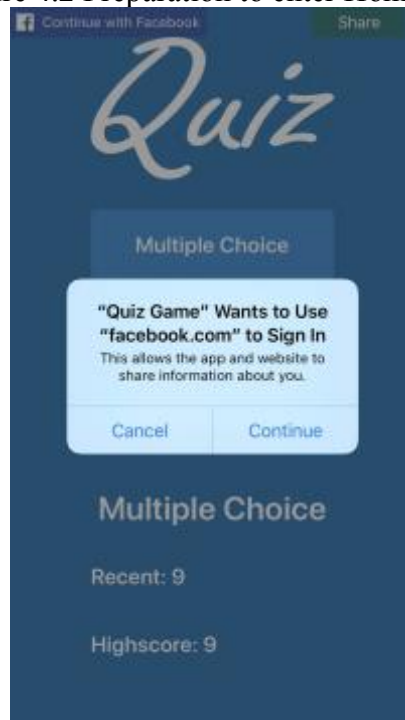 Continue with Facebook
Share
Quiz
Multiple Choice
"Quiz Game" Wants to Use
"facebook.com" to Sign In
This allows the app and website to
share information about you.
Cancel
Continue
Multiple Choice
Recent: 9
Highscore: 9